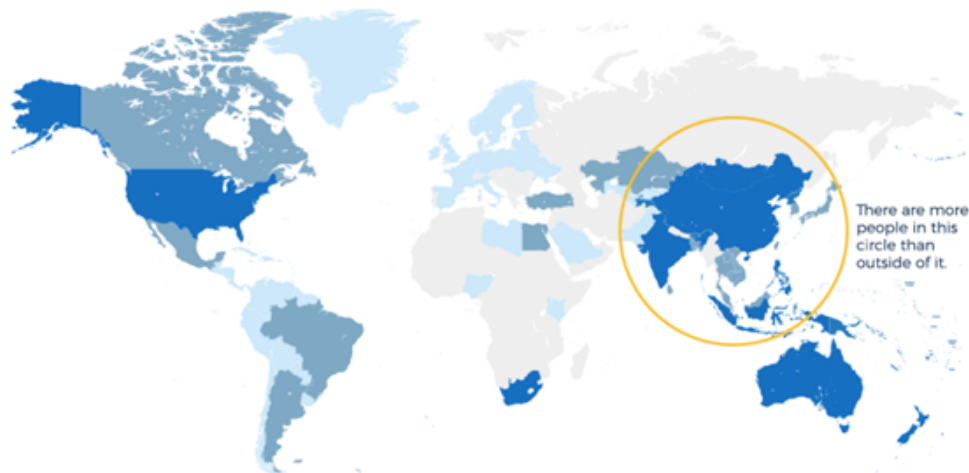 There are more
people in this
circle than
outside of it.